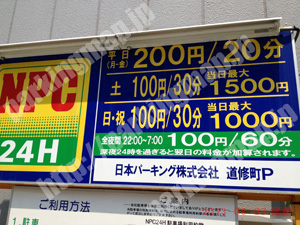 NPC
24H
平日
(月-金)
200円/20分
土
100円/30分
当日最大
1500円
日・祝
100円/30分
当日最大
1000円
全夜間 22:00~7:00
100円/60分
深夜24時を過ぎると翌日の料金が加算されます。
日本パーキング株式会社 道修町P
ご利用方法
1.駐車